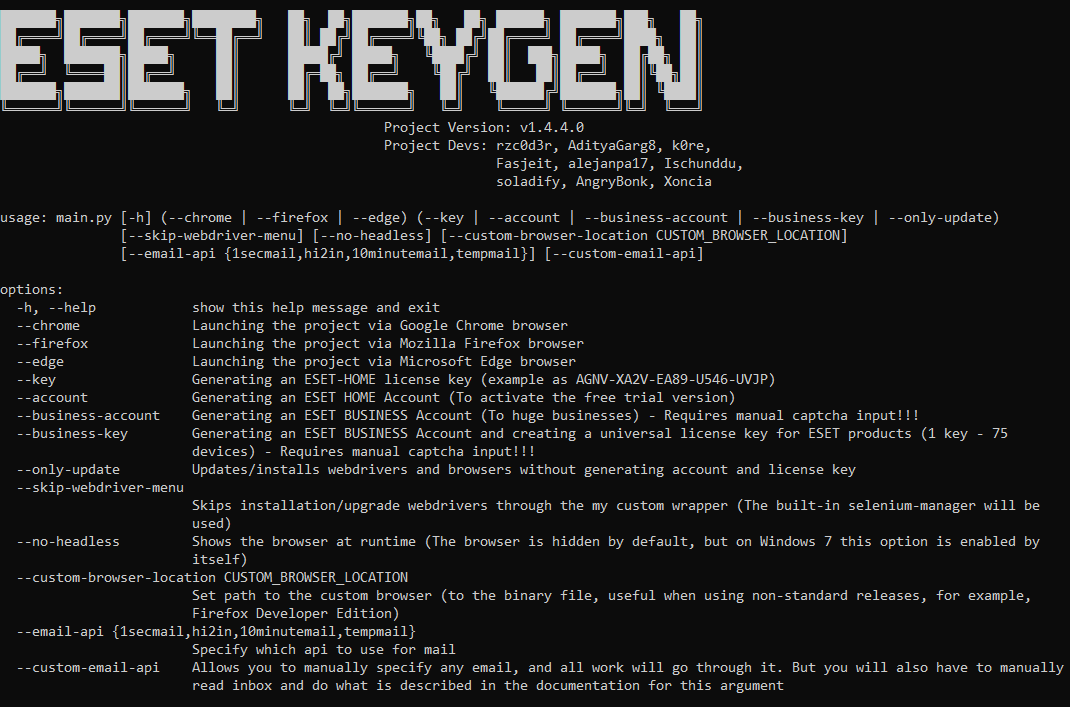 ESET KEYGEN
Project Version: v1.4.4.0
Project Devs: rzc0d3r, AdityaGarg8, k0re,
Fasjeit, alejanpa17, Ischunddu,
soladify, AngryBonk, Xoncia
usage: main.py [-h] (--chrome | --firefox | --edge) (--key | --account | --business-account | --business-key | --only-update)
[--skip-webdriver-menu] [--no-headless] [--custom-browser-location CUSTOM_BROWSER_LOCATION]
[--email-api {1secmail,hi2in,10minutemail,tempmail}] [--custom-email-api]
options:
-h, --help show this help message and exit
--chrome Launching the project via Google Chrome browser
--firefox Launching the project via Mozilla Firefox browser
--edge Launching the project via Microsoft Edge browser
--key Generating an ESET-HOME license key (example as AGNV-XA2V-EA89-U546-UVJP)
--account Generating an ESET HOME Account (To activate the free trial version)
--business-account Generating an ESET BUSINESS Account (To huge businesses) - Requires manual captcha input!!!
--business-key Generating an ESET BUSINESS Account and creating a universal license key for ESET products (1 key - 75
devices) - Requires manual captcha input!!!
--only-update Updates/installs webdrivers and browsers without generating account and license key
--skip-webdriver-menu
Skips installation/upgrade webdrivers through the my custom wrapper (The built-in selenium-manager will be
used)
--no-headless Shows the browser at runtime (The browser is hidden by default, but on Windows 7 this option is enabled by
itself)
--custom-browser-location CUSTOM_BROWSER_LOCATION
Set path to the custom browser (to the binary file, useful when using non-standard releases, for example,
Firefox Developer Edition)
--email-api {1secmail,hi2in,10minutemail,tempmail}
Specify which api to use for mail
--custom-email-api Allows you to manually specify any email, and all work will go through it. But you will also have to manually
read inbox and do what is described in the documentation for this argument